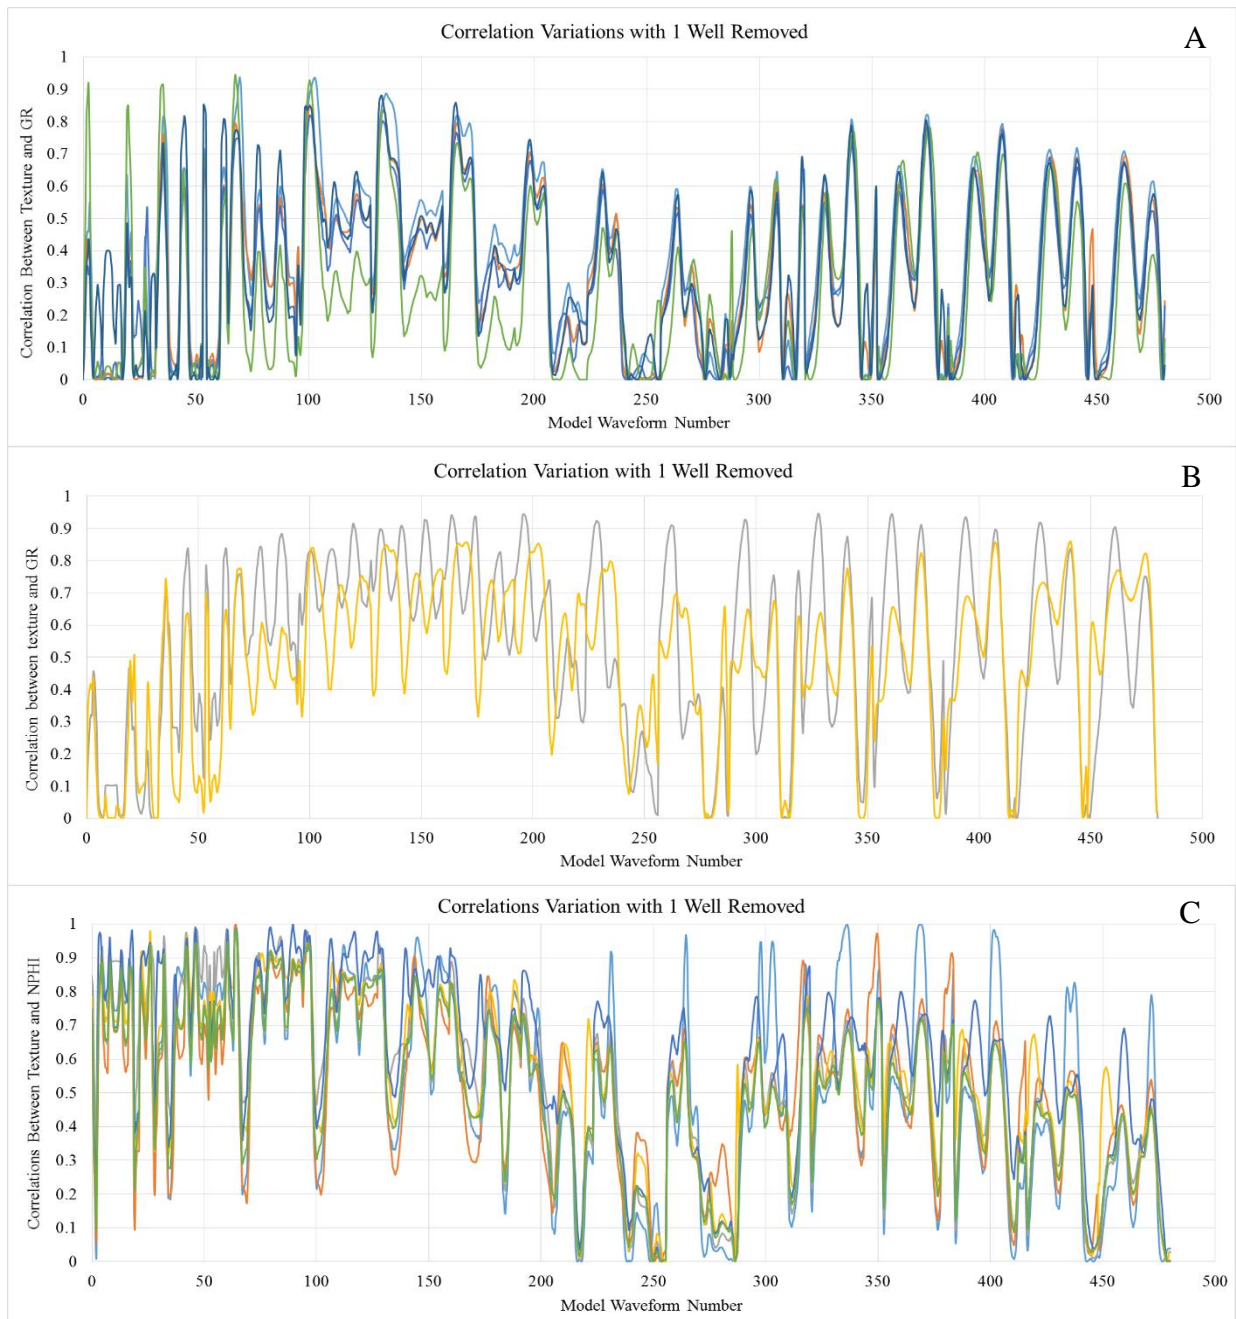 Correlation Variations with 1 Well Removed
A
Correlation Between Texture and GR
1
0.9
0.8
0.7
0.6
0.5
0.4
0.3
0.2
0.1
0
0 50 100 150 200 250 300 350 400 450 500
Model Waveform Number
Correlation Variation with 1 Well Removed
B
Correlation between texture and GR
1
0.9
0.8
0.7
0.6
0.5
0.4
0.3
0.2
0.1
0
0 50 100 150 200 250 300 350 400 450 500
Model Waveform Number
Correlations Variation with 1 Well Removed
C
Correlations Between Texture and NPHI
1
0.9
0.8
0.7
0.6
0.5
0.4
0.3
0.2
0.1
0
0 50 100 150 200 250 300 350 400 450 500
Model Waveform Number